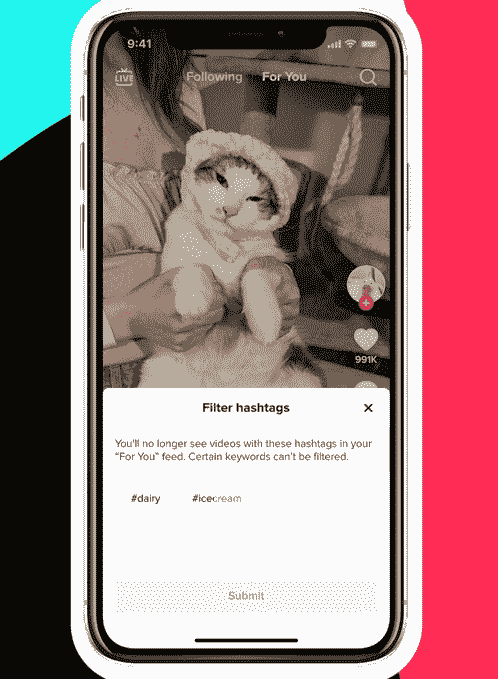 9:41
LIVE
Following For You
991K
Filter hashtags
You'll no longer see videos with these hashtags in your
"For You" feed. Certain keywords can't be filtered.
#dairy #icecream
Submit